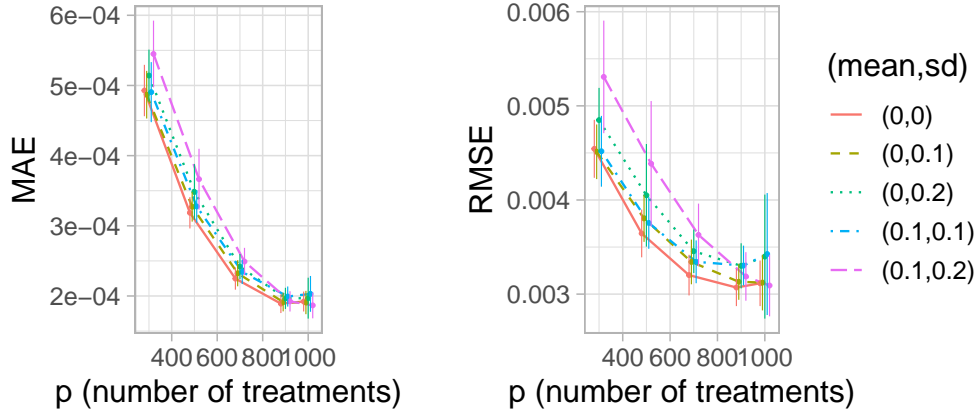 6e−04
5e−04
4e−04
3e−04
2e−04
MAE
400 600 800 1000
p (number of treatments)
0.006
0.005
0.004
0.003
RMSE
400 600 800 1000
p (number of treatments)
(mean,sd)
(0,0)
(0,0.1)
(0,0.2)
(0.1,0.1)
(0.1,0.2)